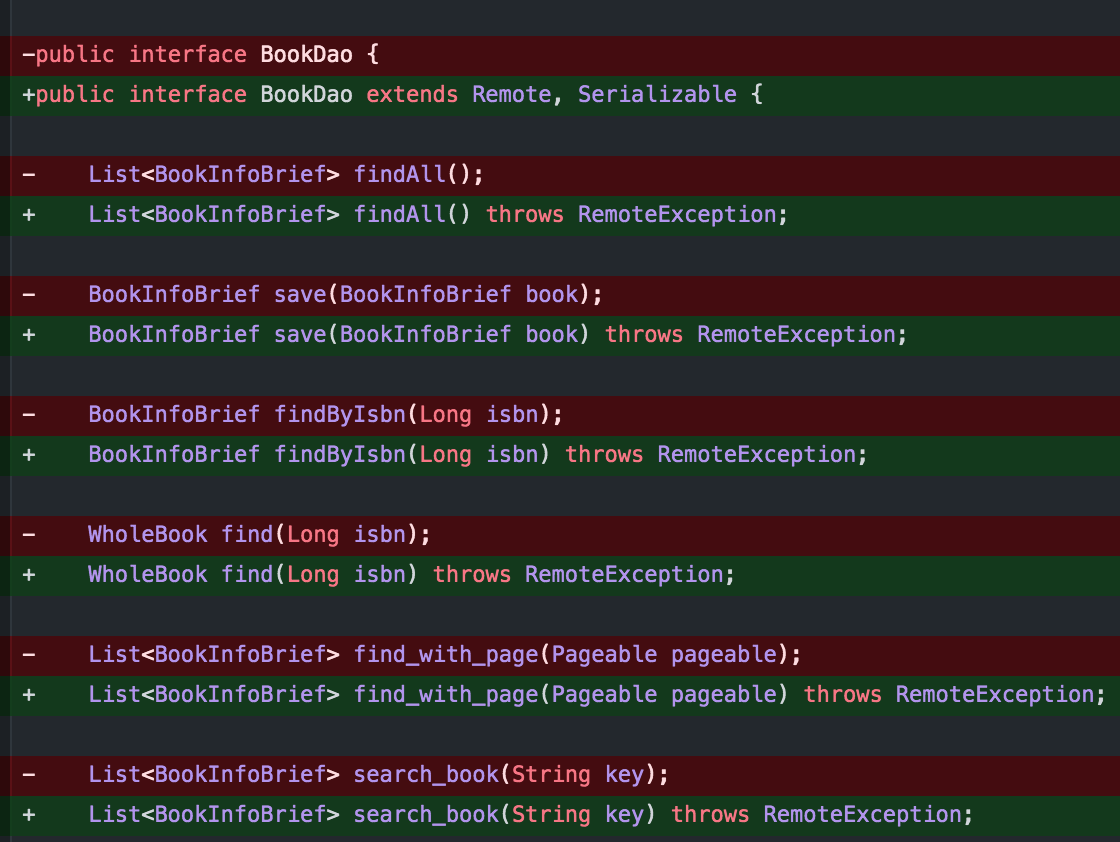 -public interface BookDao {
+public interface BookDao extends Remote, Serializable {
-    List<BookInfoBrief> findAll();
+    List<BookInfoBrief> findAll() throws RemoteException;
-    BookInfoBrief save(BookInfoBrief book);
+    BookInfoBrief save(BookInfoBrief book) throws RemoteException;
-    BookInfoBrief findByIsbn(Long isbn);
+    BookInfoBrief findByIsbn(Long isbn) throws RemoteException;
-    WholeBook find(Long isbn);
+    WholeBook find(Long isbn) throws RemoteException;
-    List<BookInfoBrief> find_with_page(Pageable pageable);
+    List<BookInfoBrief> find_with_page(Pageable pageable) throws RemoteException;
-    List<BookInfoBrief> search_book(String key);
+    List<BookInfoBrief> search_book(String key) throws RemoteException;